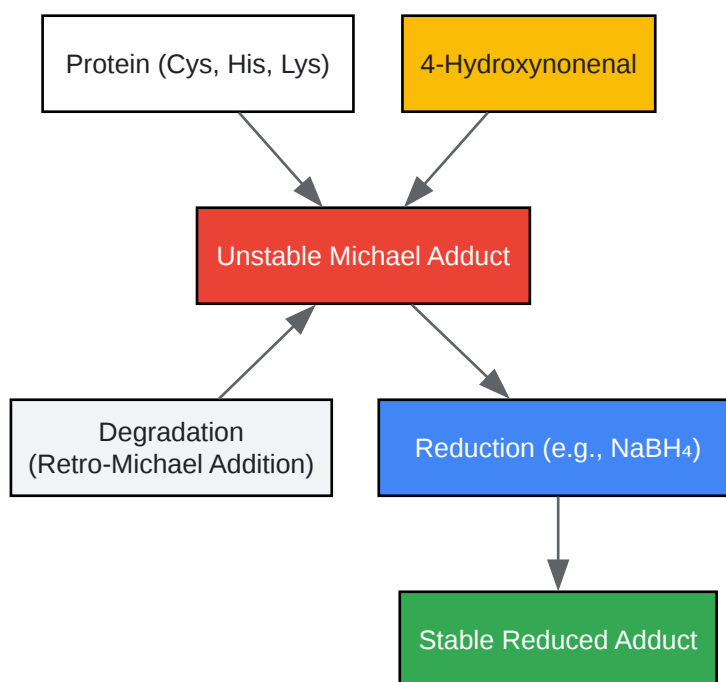 Protein (Cys, His, Lys)
4-Hydroxynonenal
Unstable Michael Adduct
Degradation
(Retro-Michael Addition)
Reduction (e.g., NaBH₄)
Stable Reduced Adduct